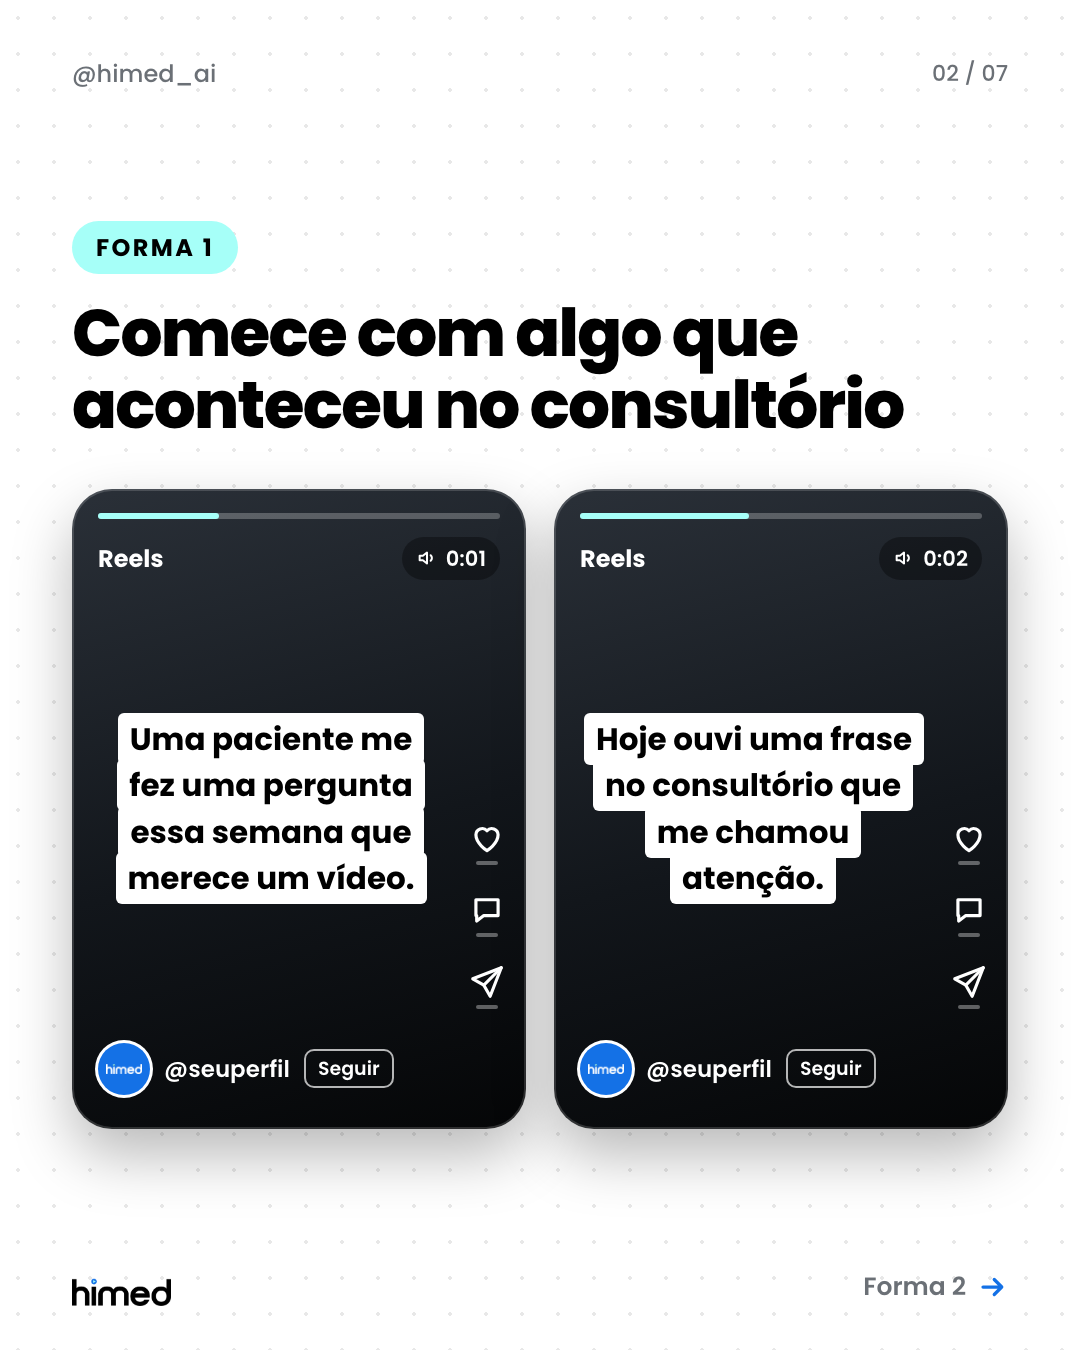 @himed_ai
02 / 07
FORMA 1
Comece com algo que
aconteceu no consultório
Reels
0:01
Uma paciente me
fez uma pergunta
essa semana que
merece um vídeo.
himed
@seuperfil
Seguir
Reels
0:02
Hoje ouvi uma frase
no consultório que
me chamou
atenção.
himed
@seuperfil
Seguir
himed
Forma 2